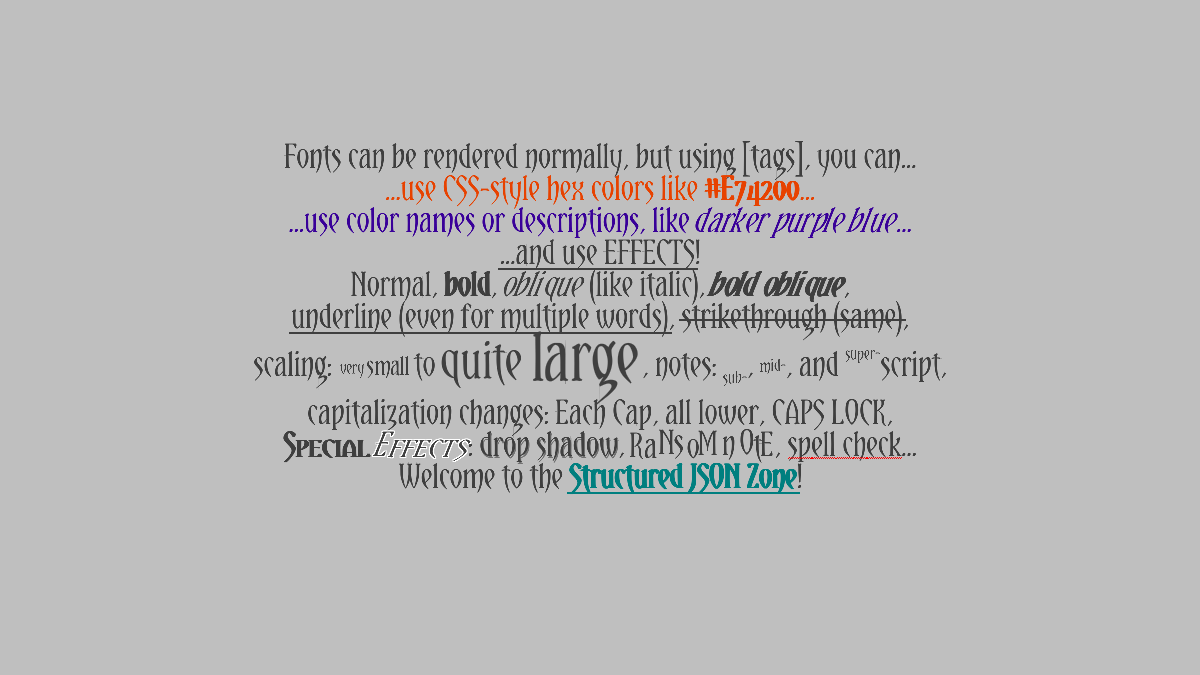 Fonts can be rendered normally, but using [tags], you can...
...use CSS-style hex colors like #E74200...
...use color names or descriptions, like darker purple blue...
...and use EFFECTS!
Normal, bold, oblique (like italic), bold oblique,
underline (even for multiple words), strikethrough (same),
scaling: very small to quite large , notes: sub-, mid-, and super-script,
capitalization changes: Each Cap, all lower, CAPS LOCK,
Special Effects: drop shadow, RaNsoM nOtE, spell check...
Welcome to the Structured JSON Zone!